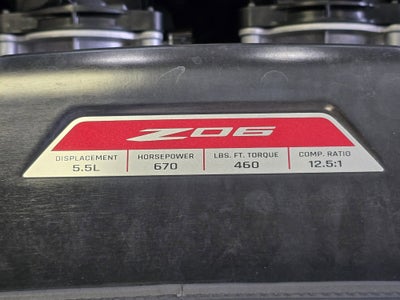 Z06
DISPLACEMENT HORSEPOWER LBS. FT. TORQUE COMP. RATIO
5.5L 670 460 12.5:1